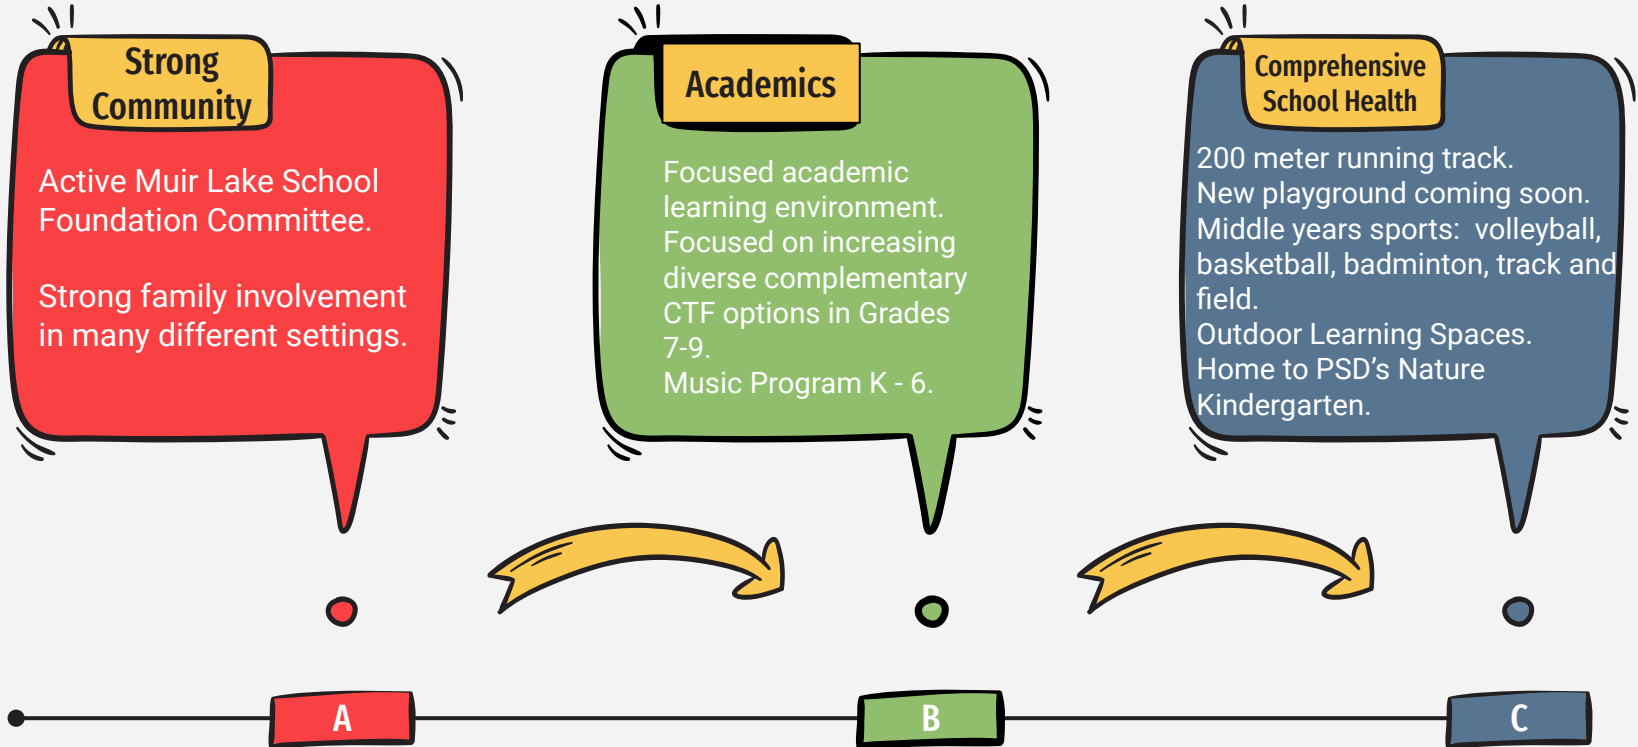 Strong
Community
Active Muir Lake School
Foundation Committee.
Strong family involvement
in many different settings.
Academics
Focused academic
learning environment.
Focused on increasing
diverse complementary
CTF options in Grades
7-9.
Music Program K - 6.
Comprehensive
School Health
200 meter running track.
New playground coming soon.
Middle years sports:  volleyball,
basketball, badminton, track and
field.
Outdoor Learning Spaces.
Home to PSD's Nature
Kindergarten.
A
B
C